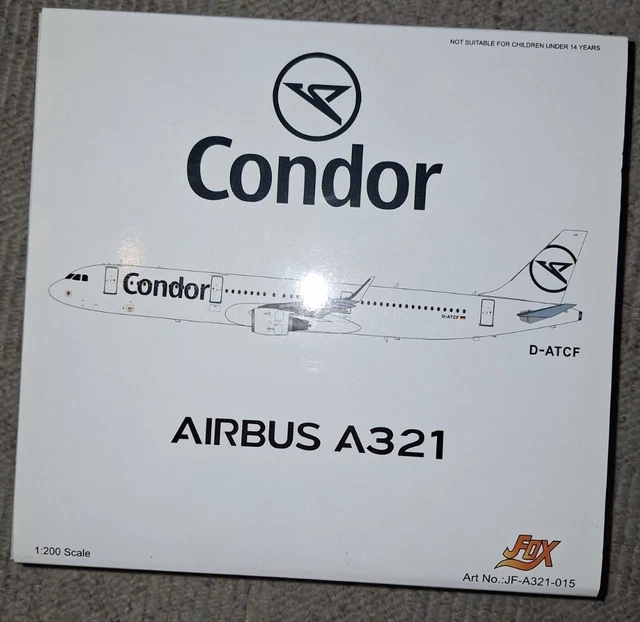 NOT SUITABLE FOR CHILDREN UNDER 14 YEARS
Condor
Condor
D-ATCF
D-ATCF
AIRBUS A321
1:200 Scale
FOX
Art No.:JF-A321-015